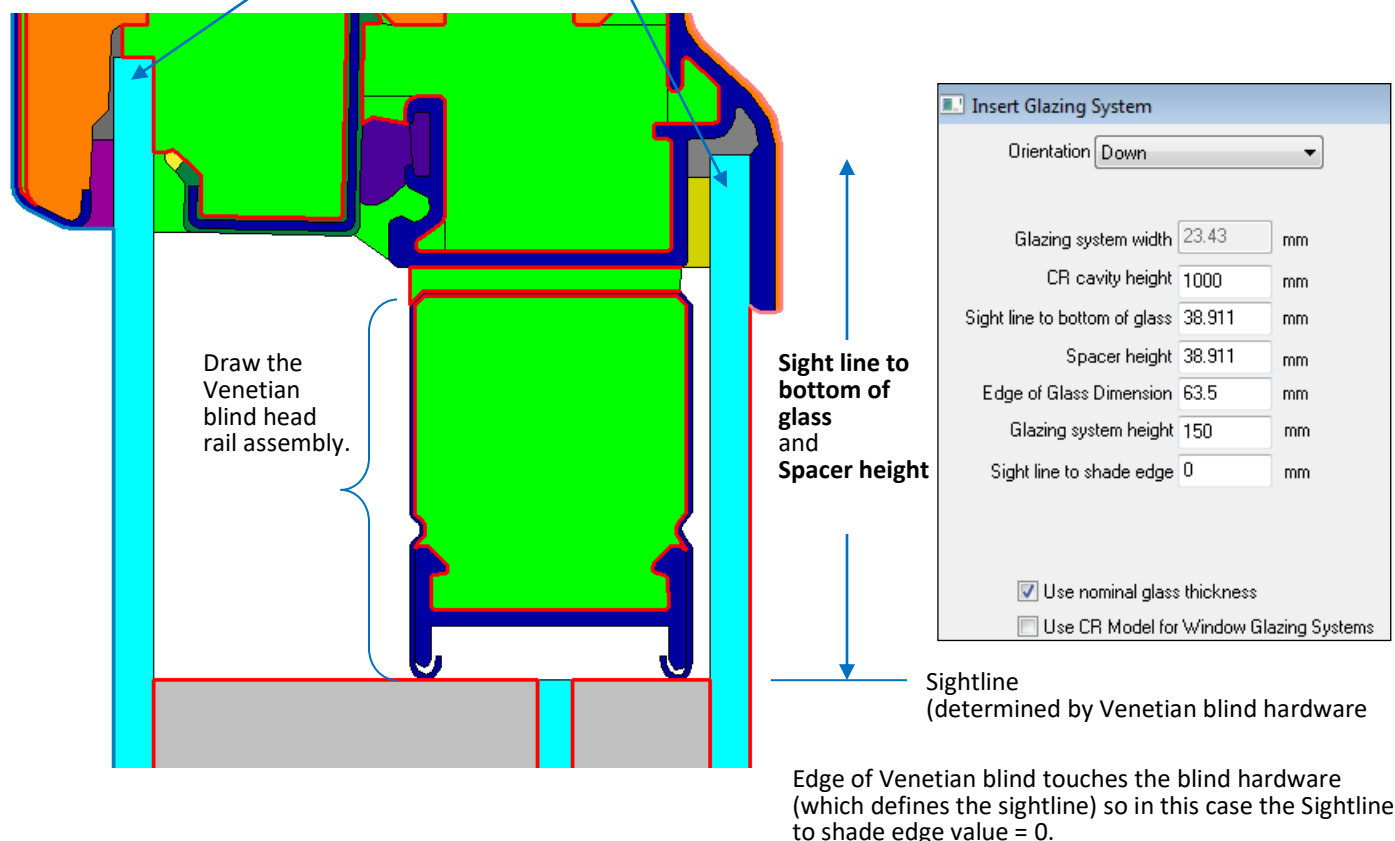 Insert Glazing System
Orientation Down
Glazing system width 23.43 mm
CR cavity height 1000 mm
Sight line to bottom of glass 38.911 mm
Spacer height 38.911 mm
Edge of Glass Dimension 63.5 mm
Glazing system height 150 mm
Sight line to shade edge 0 mm
Use nominal glass thickness
Use CR Model for Window Glazing Systems
Draw the
Venetian
blind head
rail assembly.
Sight line to
bottom of
glass
and
Spacer height
Sightline
(determined by Venetian blind hardware
Edge of Venetian blind touches the blind hardware
(which defines the sightline) so in this case the Sightline
to shade edge value = 0.